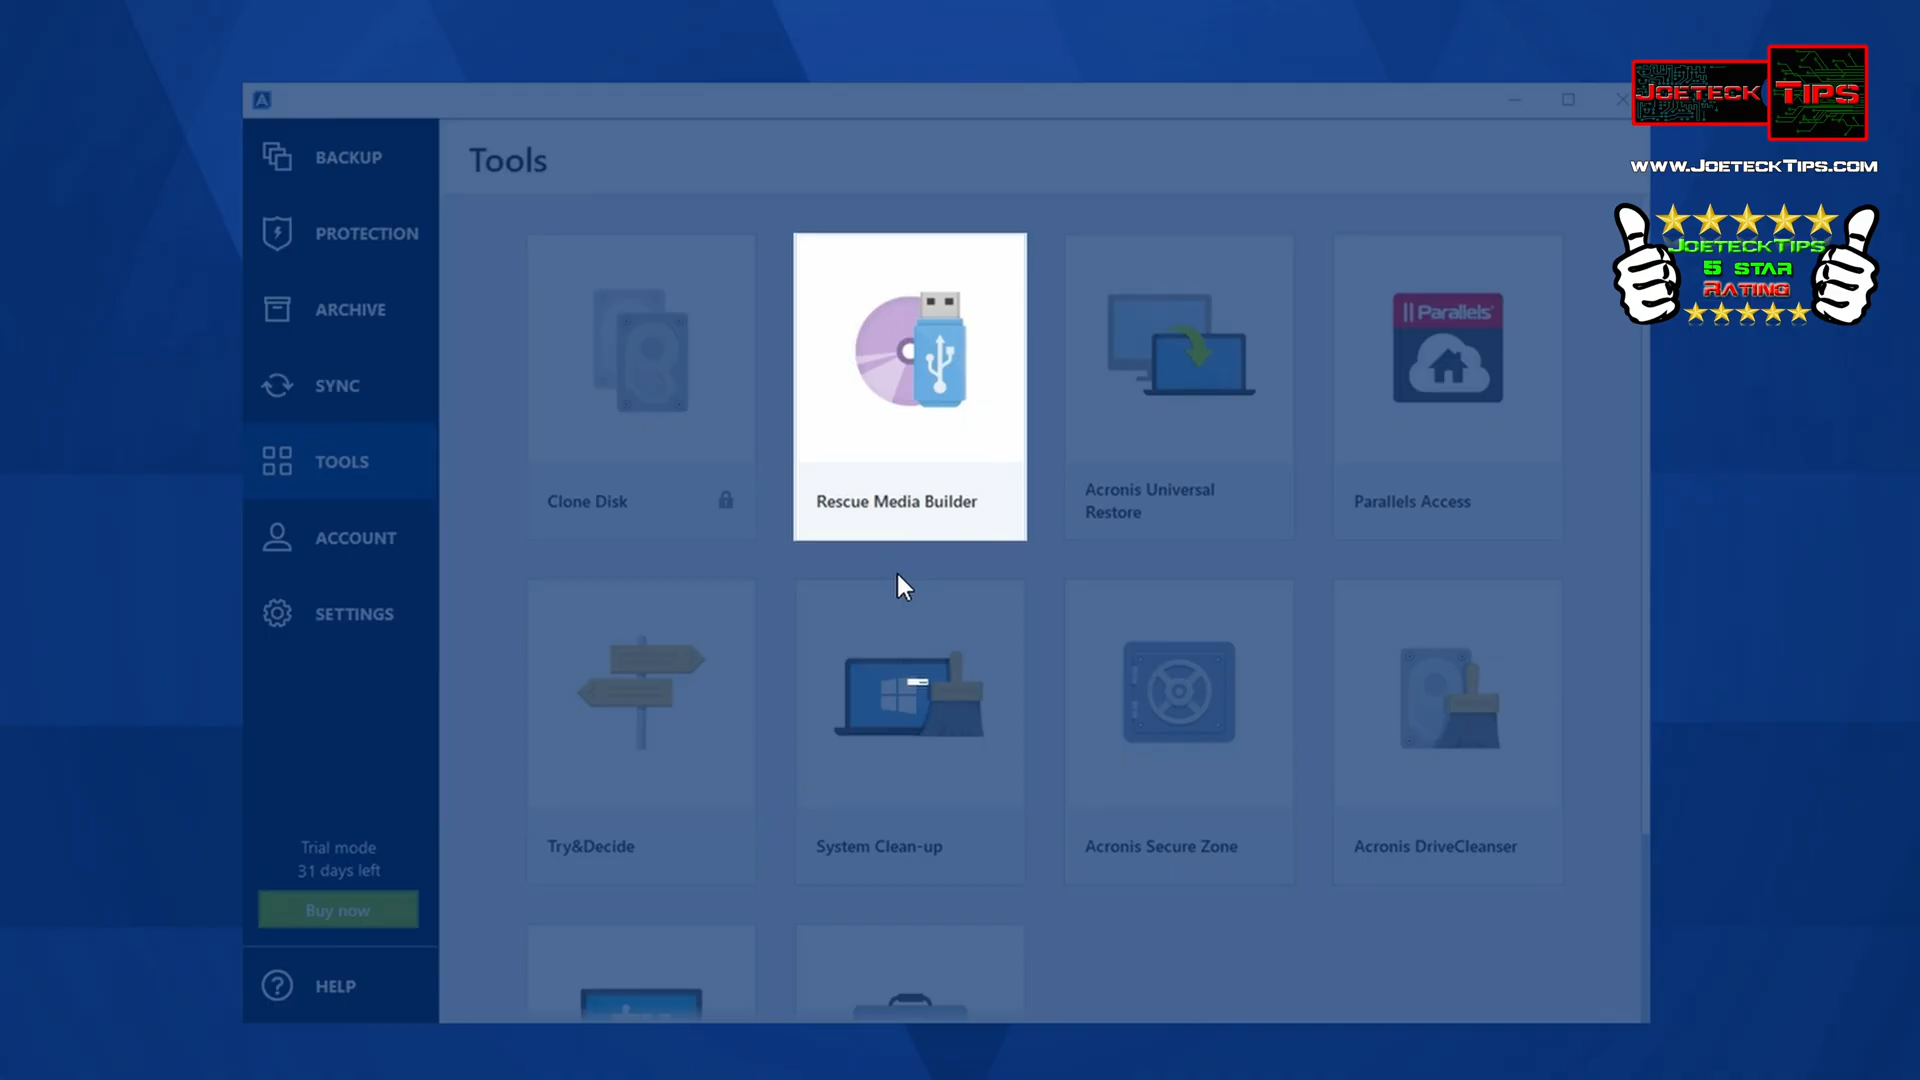 BACKUP
PROTECTION
ARCHIVE
SYNC
TOOLS
ACCOUNT
SETTINGS
Trial mode
31 days left
Buy now
HELP
Tools
Clone Disk
Rescue Media Builder
Acronis Universal
Restore
Parallels Access
|| Parallels®
Try&Decide
System Clean-up
Acronis Secure Zone
Acronis DriveCleanser
JOETECK TIPS
WWW.JOETECKTIPS.COM
JOETECKTIPS
5 STAR
RATING